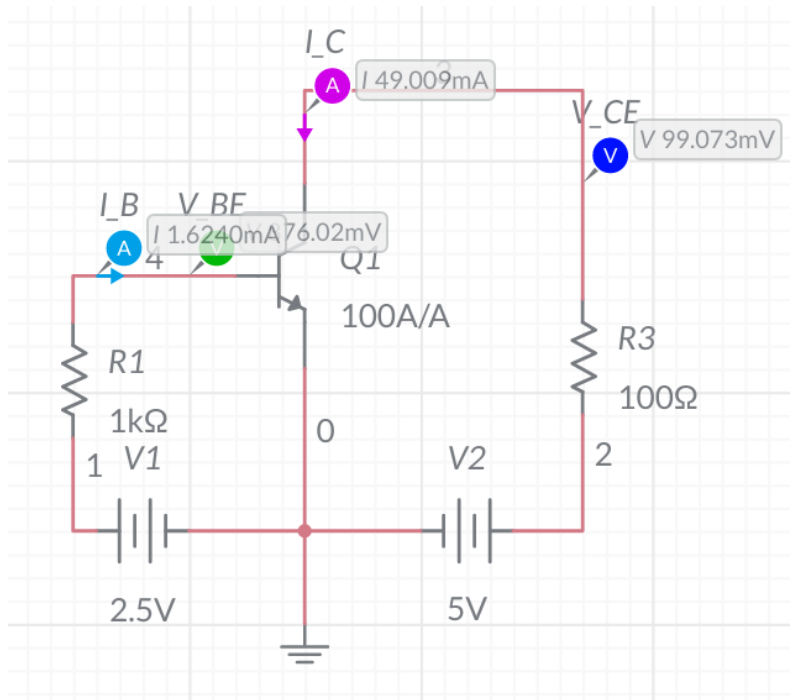 I_C
A
I 49.009mA
V_CE
V
V 99.073mV
I_B
V_BE
A
I 1.6240mA
76.02mV
4
Q1
100A/A
R3
100Ω
R1
1kΩ
0
1
V1
V2
2
2.5V
5V